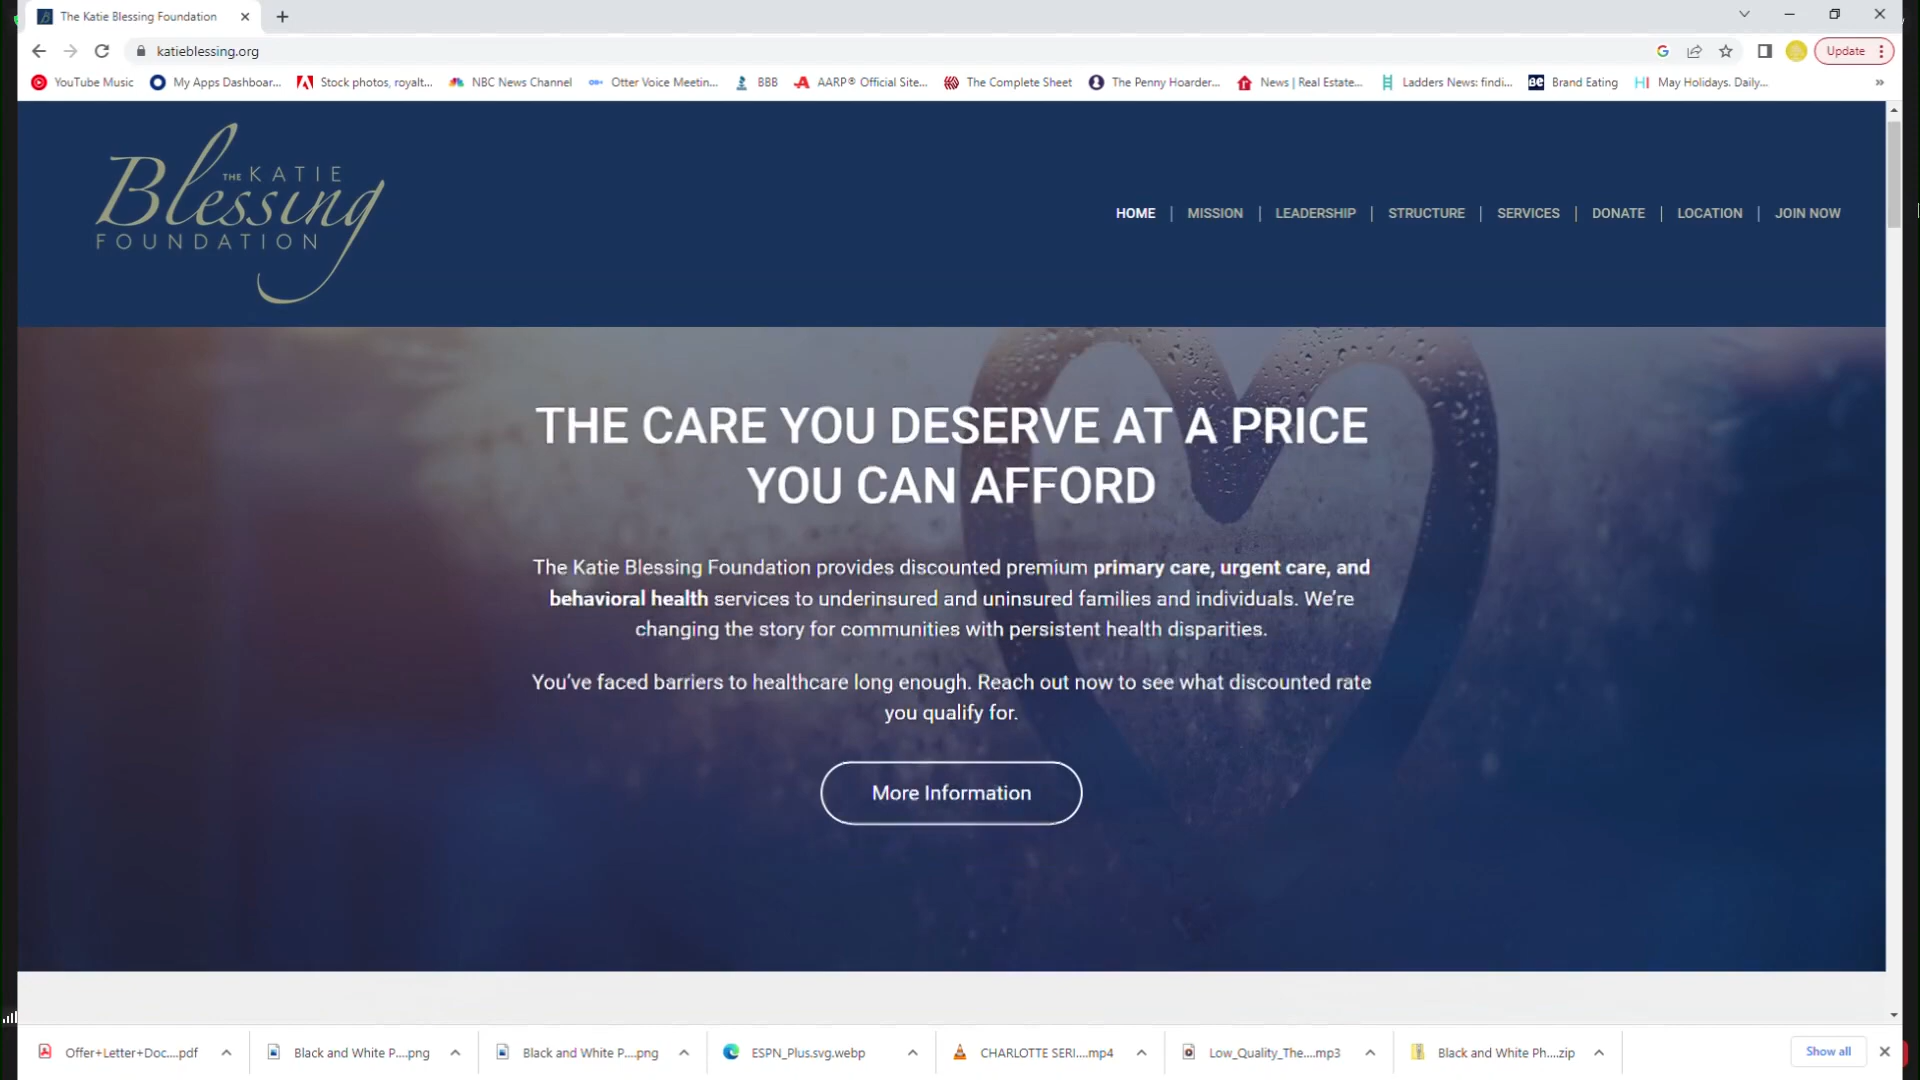 The Katie Blessing Foundation
katieblessing.org
Update
YouTube Music
My Apps Dashboar...
Stock photos, royalt...
NBC News Channel
Otter Voice Meetin...
BBB
AARP® Official Site...
The Complete Sheet
The Penny Hoarder...
News | Real Estate...
Ladders News: findi...
Brand Eating
May Holidays. Daily...
THE KATIE
Blessing
FOUNDATION
HOME | MISSION | LEADERSHIP | STRUCTURE | SERVICES | DONATE | LOCATION | JOIN NOW
THE CARE YOU DESERVE AT A PRICE
YOU CAN AFFORD
The Katie Blessing Foundation provides discounted premium primary care, urgent care, and
behavioral health services to underinsured and uninsured families and individuals. We’re
changing the story for communities with persistent health disparities.
You’ve faced barriers to healthcare long enough. Reach out now to see what discounted rate
you qualify for.
More Information
Offer+Letter+Doc....pdf
Black and White P....png
Black and White P....png
ESPN_Plus.svg.webp
CHARLOTTE SERI....mp4
Low_Quality_The....mp3
Black and White Ph....zip
Show all